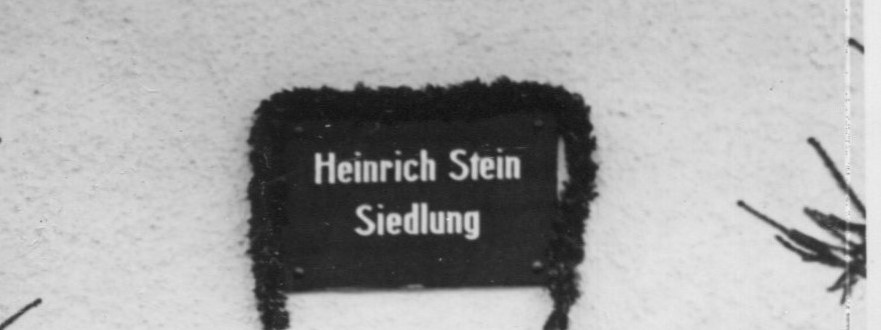 Heinrich Stein
Siedlung